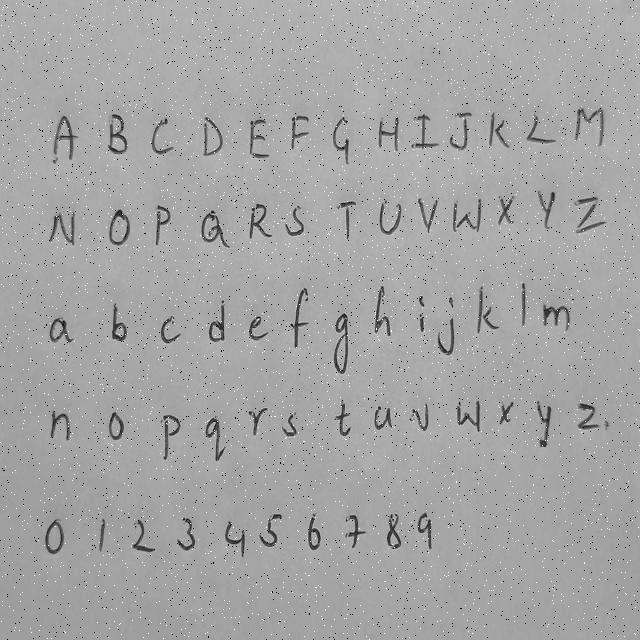 A B C D E F G H I J K L M
N O P Q R S T U V W X Y Z
a b c d e f g h i j k l m
n o p q r s t u v w x y z.
0 1 2 3 4 5 6 7 8 9